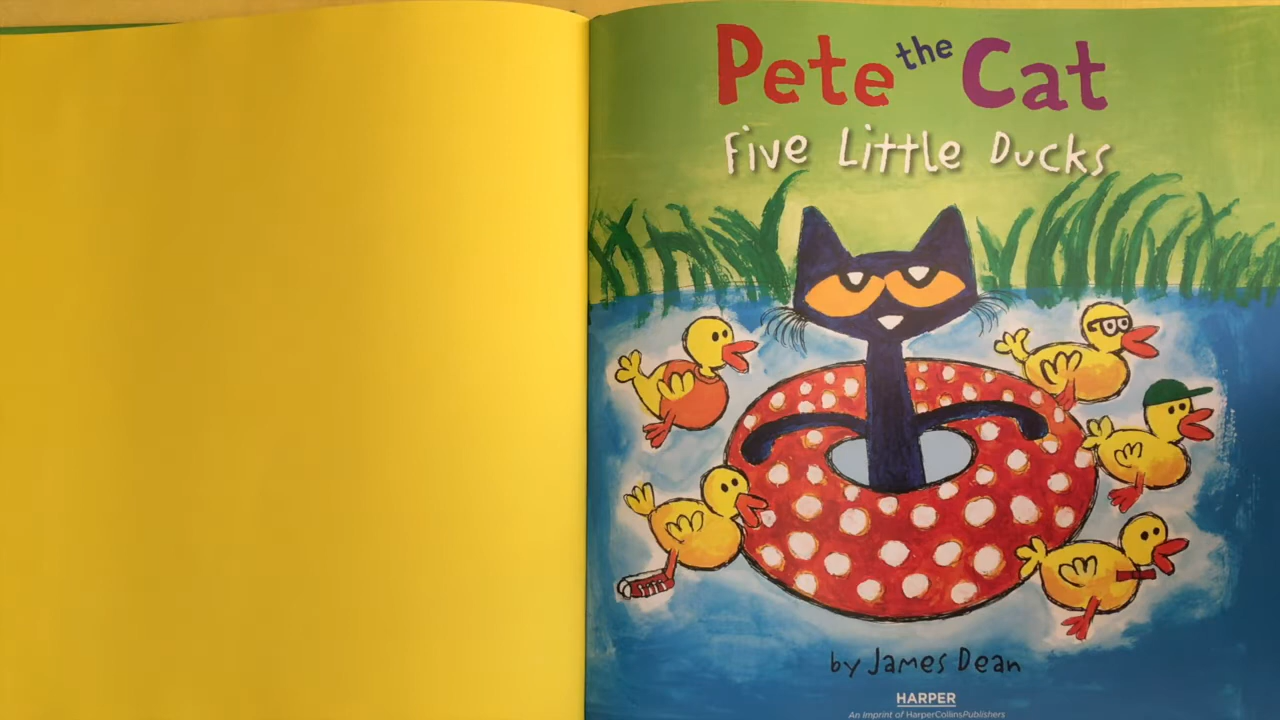 Pete the Cat
Five Little Ducks
by James Dean
HARPER
An Imprint of HarperCollinsPublishers